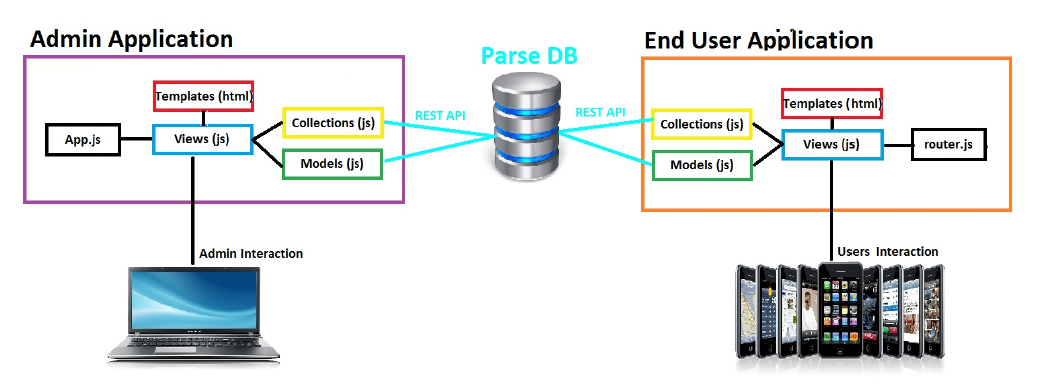 Admin Application
End User Application
Parse DB
Templates (html)
App.js
Views (js)
Collections (js)
Models (js)
REST API
REST API
Templates (html)
Collections (js)
Views (js)
Models (js)
router.js
Admin Interaction
Users Interaction